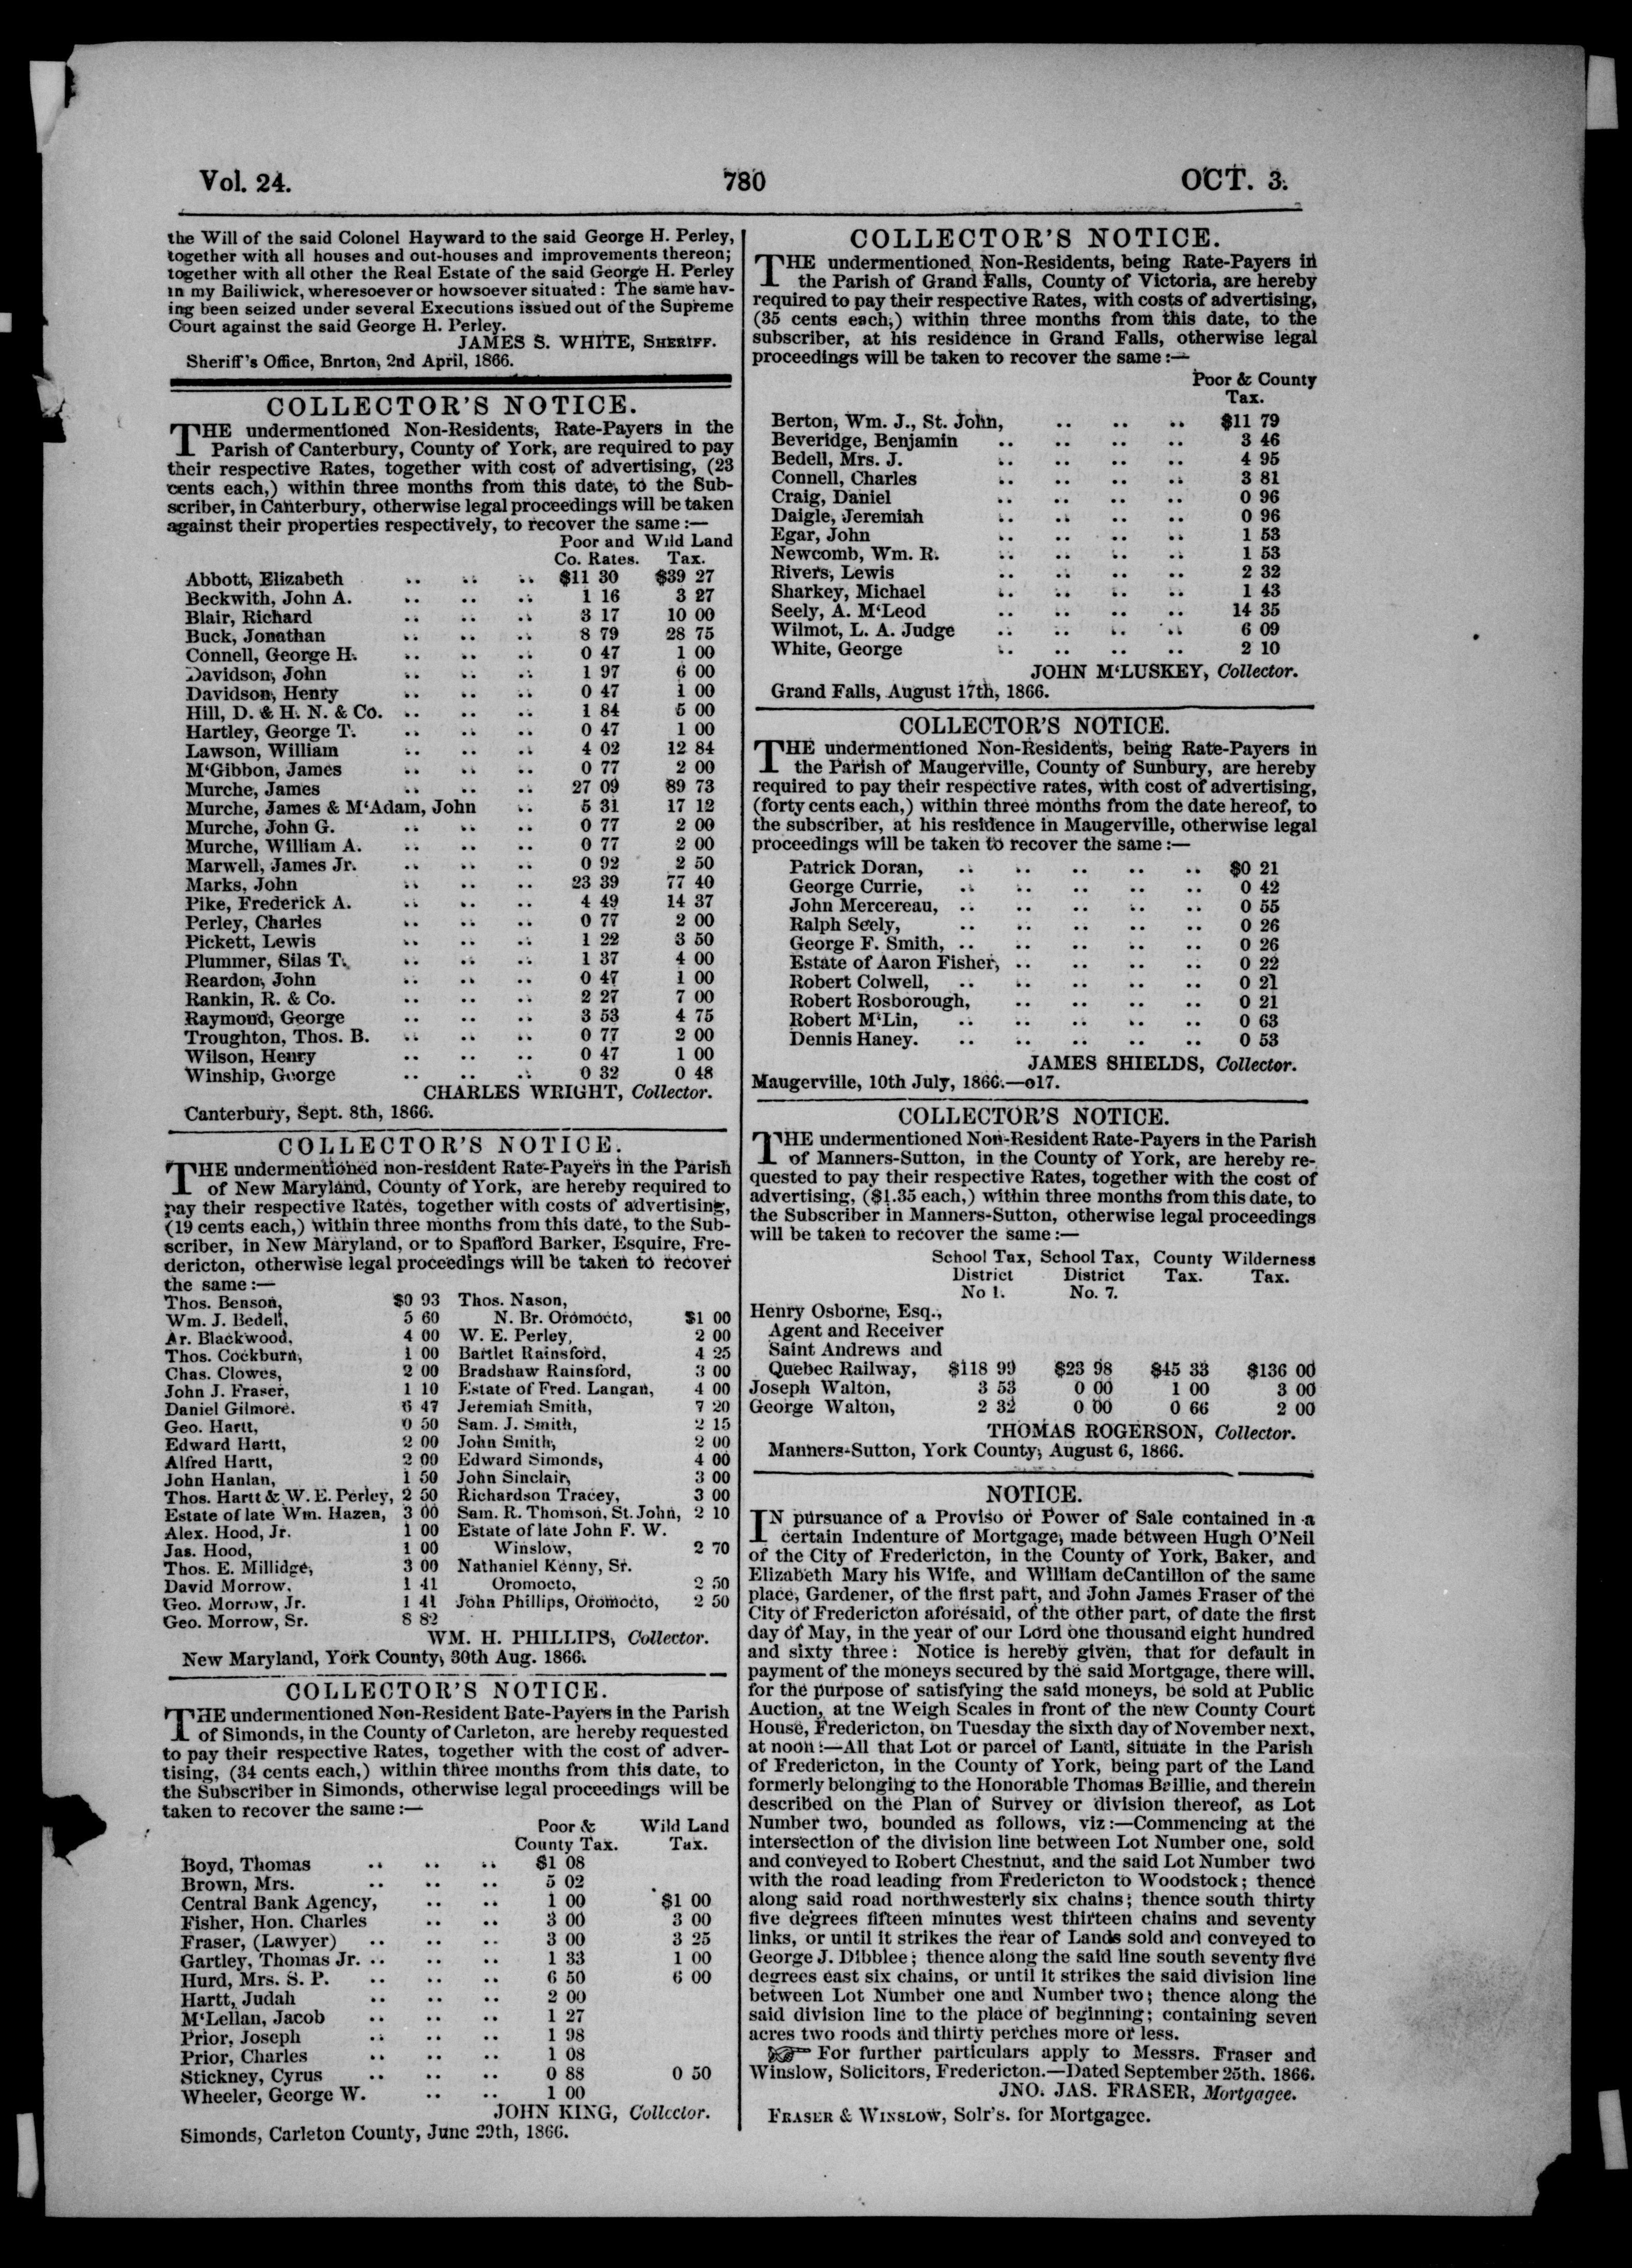 Vol. 24.
780
OCT. 3.
the Will of the said Colonel Hayward to the said George H. Perley,
together with all houses and out-houses and improvements thereon;
together with all other the Real Estate of the said George H. Perley
in my Bailiwick, wheresoever or howsoever situated: The same hav-
ing been seized under several Executions issued out of the Supreme
Court against the said George H. Perley.
JAMES S. WHITE, SHERIFF.
Sheriff's Office, Bnrton, 2nd April, 1866.
COLLECTOR'S NOTICE.
THE undermentioned Non-Residents, Rate-Payers in the
Parish of Canterbury, County of York, are required to pay
their respective Rates, together with cost of advertising, (23
cents each,) within three months from this date, to the Sub-
scriber, in Canterbury, otherwise legal proceedings will be taken
against their properties respectively, to recover the same:—
Poor and Wild Land
Co. Rates. Tax.
Abbott, Elizabeth .. .. .. $11 30 $39 27
Beckwith, John A. .. .. .. 1 16 3 27
Blair, Richard .. .. .. 3 17 10 00
Buck, Jonathan .. .. .. 8 79 28 75
Connell, George H. .. .. .. 0 47 1 00
Davidson, John .. .. .. 1 97 6 00
Davidson, Henry .. .. .. 0 47 1 00
Hill, D. & H. N. & Co. .. .. .. 1 84 5 00
Hartley, George T. .. .. .. 0 47 1 00
Lawson, William .. .. .. 4 02 12 84
M'Gibbon, James .. .. .. 0 77 2 00
Murche, James .. .. .. 27 09 89 73
Murche, James & M'Adam, John .. 5 31 17 12
Murche, John G. .. .. .. 0 77 2 00
Murche, William A. .. .. .. 0 77 2 00
Marwell, James Jr. .. .. .. 0 92 2 50
Marks, John .. .. .. 23 39 77 40
Pike, Frederick A. .. .. .. 4 49 14 37
Perley, Charles .. .. .. 0 77 2 00
Pickett, Lewis .. .. .. 1 22 3 50
Plummer, Silas T. .. .. .. 1 37 4 00
Reardon, John .. .. .. 0 47 1 00
Rankin, R. & Co. .. .. .. 2 27 7 00
Raymond, George .. .. .. 3 53 4 75
Troughton, Thos. B. .. .. .. 0 77 2 00
Wilson, Henry .. .. .. 0 47 1 00
Winship, George .. .. .. 0 32 0 48
CHARLES WRIGHT, Collector.
Canterbury, Sept. 8th, 1866.
COLLECTOR'S NOTICE.
THE undermentioned non-resident Rate-Payers in the Parish
of New Maryland, County of York, are hereby required to
pay their respective Rates, together with costs of advertising,
(19 cents each,) within three months from this date, to the Sub-
scriber, in New Maryland, or to Spafford Barker, Esquire, Fre-
dericton, otherwise legal proceedings will be taken to recover
the same:—
Thos. Benson, $0 93 Thos. Nason,
Wm. J. Bedell, 5 60 N. Br. Oromocto, $1 00
Ar. Blackwood, 4 00 W. E. Perley, 2 00
Thos. Cockburn, 1 00 Bartlet Rainsford, 4 25
Chas. Clowes, 2 00 Bradshaw Rainsford, 3 00
John J. Fraser, 1 10 Estate of Fred. Langan, 4 00
Daniel Gilmore. 6 47 Jeremiah Smith, 7 20
Geo. Hartt, 0 50 Sam. J. Smith, 2 15
Edward Hartt, 2 00 John Smith, 2 00
Alfred Hartt, 2 00 Edward Simonds, 4 00
John Hanlan, 1 50 John Sinclair, 3 00
Thos. Hartt & W. E. Perley, 2 50 Richardson Tracey, 3 00
Estate of late Wm. Hazen, 3 00 Sam. R. Thomson, St. John, 2 10
Alex. Hood, Jr. 1 00 Estate of late John F. W.
Jas. Hood, 1 00 Winslow, 2 70
Thos. E. Millidge, 3 00 Nathaniel Kenny, Sr.
David Morrow, 1 41 Oromocto, 2 50
Geo. Morrow, Jr. 1 41 John Phillips, Oromocto, 2 50
Geo. Morrow, Sr. 8 82
WM. H. PHILLIPS, Collector.
New Maryland, York County, 30th Aug. 1866.
COLLECTOR'S NOTICE.
THE undermentioned Non-Resident Rate-Payers in the Parish
of Simonds, in the County of Carleton, are hereby requested
to pay their respective Rates, together with the cost of adver-
tising, (34 cents each,) within three months from this date, to
the Subscriber in Simonds, otherwise legal proceedings will be
taken to recover the same:—
Poor & Wild Land
County Tax. Tax.
Boyd, Thomas .. .. .. $1 08
Brown, Mrs. .. .. .. 5 02
Central Bank Agency, .. .. 1 00 $1 00
Fisher, Hon. Charles .. .. 3 00 3 00
Fraser, (Lawyer) .. .. .. 3 00 3 25
Gartley, Thomas Jr. .. .. .. 1 33 1 00
Hurd, Mrs. S. P. .. .. .. 6 50 6 00
Hartt, Judah .. .. .. 2 00
M'Lellan, Jacob .. .. .. 1 27
Prior, Joseph .. .. .. 1 98
Prior, Charles .. .. .. 1 08
Stickney, Cyrus .. .. .. 0 88 0 50
Wheeler, George W. .. .. 1 00
JOHN KING, Collector.
Simonds, Carleton County, June 29th, 1866.
COLLECTOR'S NOTICE.
THE undermentioned Non-Residents, being Rate-Payers in
the Parish of Grand Falls, County of Victoria, are hereby
required to pay their respective Rates, with costs of advertising,
(35 cents each,) within three months from this date, to the
subscriber, at his residence in Grand Falls, otherwise legal
proceedings will be taken to recover the same:—
Poor & County
Tax.
Berton, Wm. J., St. John, .. .. .. $11 79
Beveridge, Benjamin .. .. .. .. 3 46
Bedell, Mrs. J. .. .. .. .. 4 95
Connell, Charles .. .. .. .. 3 81
Craig, Daniel .. .. .. .. 0 96
Daigle, Jeremiah .. .. .. .. 0 96
Egar, John .. .. .. .. 1 53
Newcomb, Wm. R. .. .. .. .. 1 53
Rivers, Lewis .. .. .. .. 2 32
Sharkey, Michael .. .. .. .. 1 43
Seely, A. M'Leod .. .. .. .. 14 35
Wilmot, L. A. Judge .. .. .. .. 6 09
White, George .. .. .. .. 2 10
JOHN M'LUSKEY, Collector.
Grand Falls, August 17th, 1866.
COLLECTOR'S NOTICE.
THE undermentioned Non-Residents, being Rate-Payers in
the Parish of Maugerville, County of Sunbury, are hereby
required to pay their respective rates, with cost of advertising,
(forty cents each,) within three months from the date hereof, to
the subscriber, at his residence in Maugerville, otherwise legal
proceedings will be taken to recover the same:—
Patrick Doran, .. .. .. .. .. $0 21
George Currie, .. .. .. .. .. 0 42
John Mercereau, .. .. .. .. .. 0 55
Ralph Seely, .. .. .. .. .. 0 26
George F. Smith, .. .. .. .. .. 0 26
Estate of Aaron Fisher, .. .. .. .. 0 22
Robert Colwell, .. .. .. .. .. 0 21
Robert Rosborough, .. .. .. .. 0 21
Robert M'Lin, .. .. .. .. .. 0 63
Dennis Haney. .. .. .. .. .. 0 53
JAMES SHIELDS, Collector.
Maugerville, 10th July, 1866.—o17.
COLLECTOR'S NOTICE.
THE undermentioned Non-Resident Rate-Payers in the Parish
of Manners-Sutton, in the County of York, are hereby re-
quested to pay their respective Rates, together with the cost of
advertising, ($1.35 each,) within three months from this date, to
the Subscriber in Manners-Sutton, otherwise legal proceedings
will be taken to recover the same:—
School Tax, School Tax, County Wilderness
District District Tax. Tax.
No 1. No. 7.
Henry Osborne, Esq.,
Agent and Receiver
Saint Andrews and
Quebec Railway, $118 99 $23 98 $45 33 $136 00
Joseph Walton, 3 53 0 00 1 00 3 00
George Walton, 2 32 0 00 0 66 2 00
THOMAS ROGERSON, Collector.
Manners-Sutton, York County, August 6, 1866.
NOTICE.
IN pursuance of a Proviso or Power of Sale contained in a
certain Indenture of Mortgage, made between Hugh O'Neil
of the City of Fredericton, in the County of York, Baker, and
Elizabeth Mary his Wife, and William deCantillon of the same
place, Gardener, of the first part, and John James Fraser of the
City of Fredericton aforesaid, of the other part, of date the first
day of May, in the year of our Lord one thousand eight hundred
and sixty three: Notice is hereby given, that for default in
payment of the moneys secured by the said Mortgage, there will,
for the purpose of satisfying the said moneys, be sold at Public
Auction, at tne Weigh Scales in front of the new County Court
House, Fredericton, on Tuesday the sixth day of November next,
at noon:—All that Lot or parcel of Land, situate in the Parish
of Fredericton, in the County of York, being part of the Land
formerly belonging to the Honorable Thomas Baillie, and therein
described on the Plan of Survey or division thereof, as Lot
Number two, bounded as follows, viz:—Commencing at the
intersection of the division line between Lot Number one, sold
and conveyed to Robert Chestnut, and the said Lot Number two
with the road leading from Fredericton to Woodstock; thence
along said road northwesterly six chains; thence south thirty
five degrees fifteen minutes west thirteen chains and seventy
links, or until it strikes the rear of Lands sold and conveyed to
George J. Dibblee; thence along the said line south seventy five
degrees east six chains, or until it strikes the said division line
between Lot Number one and Number two; thence along the
said division line to the place of beginning; containing seven
acres two roods and thirty perches more or less.
☞ For further particulars apply to Messrs. Fraser and
Winslow, Solicitors, Fredericton.—Dated September 25th. 1866.
JNO. JAS. FRASER, Mortgagee.
FRASER & WINSLOW, Solr's. for Mortgagee.